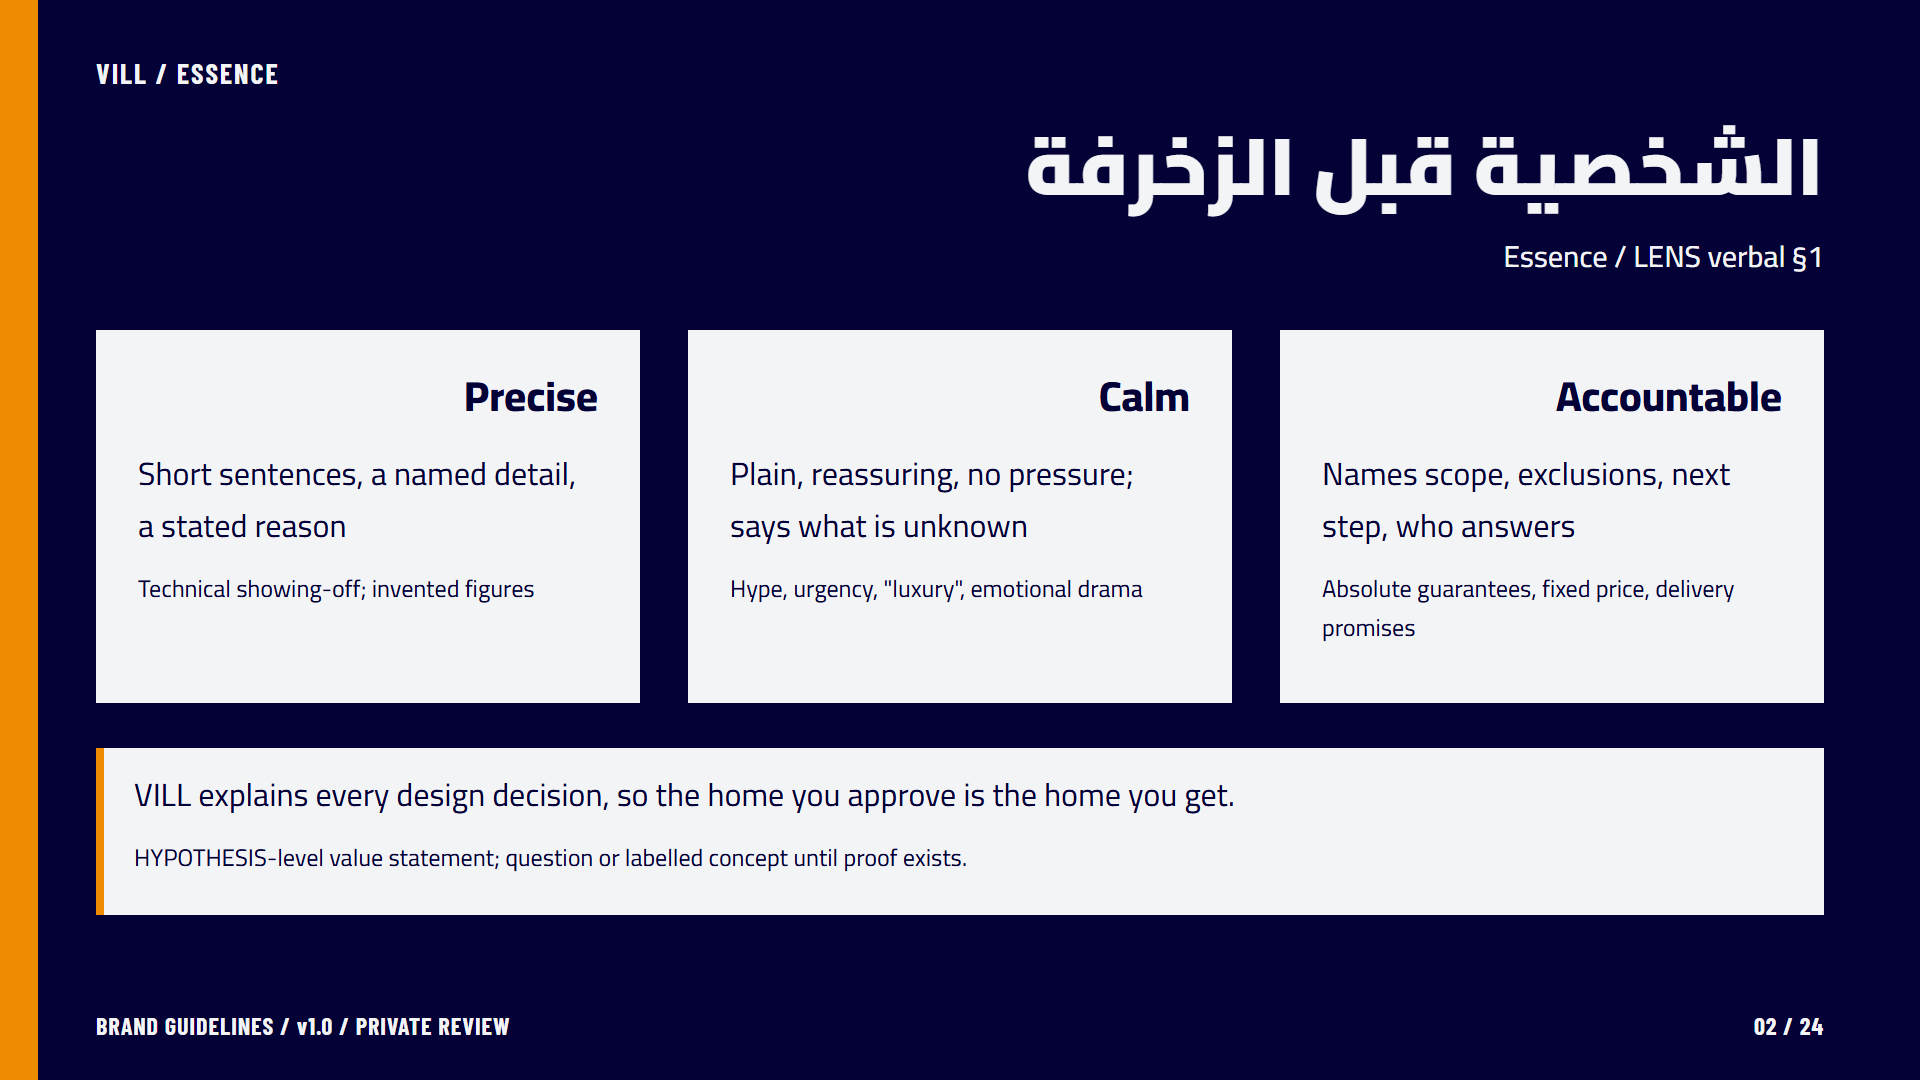 VILL / ESSENCE
الشخصية قبل الزخرفة
Essence / LENS verbal §1
Precise
Short sentences, a named detail,
a stated reason
Technical showing-off; invented figures
Calm
Plain, reassuring, no pressure;
says what is unknown
Hype, urgency, "luxury", emotional drama
Accountable
Names scope, exclusions, next
step, who answers
Absolute guarantees, fixed price, delivery
promises
VILL explains every design decision, so the home you approve is the home you get.
HYPOTHESIS-level value statement; question or labelled concept until proof exists.
BRAND GUIDELINES / v1.0 / PRIVATE REVIEW
02 / 24